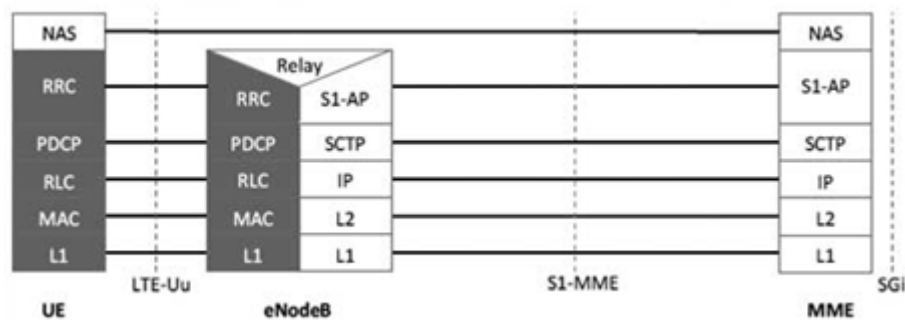 NAS NAS
Relay
RRC RRC S1-AP S1-AP
PDCP PDCP SCTP SCTP
RLC RLC IP IP
MAC MAC L2 L2
L1 L1 L1 L1
LTE-Uu S1-MME SGi
UE eNodeB MME